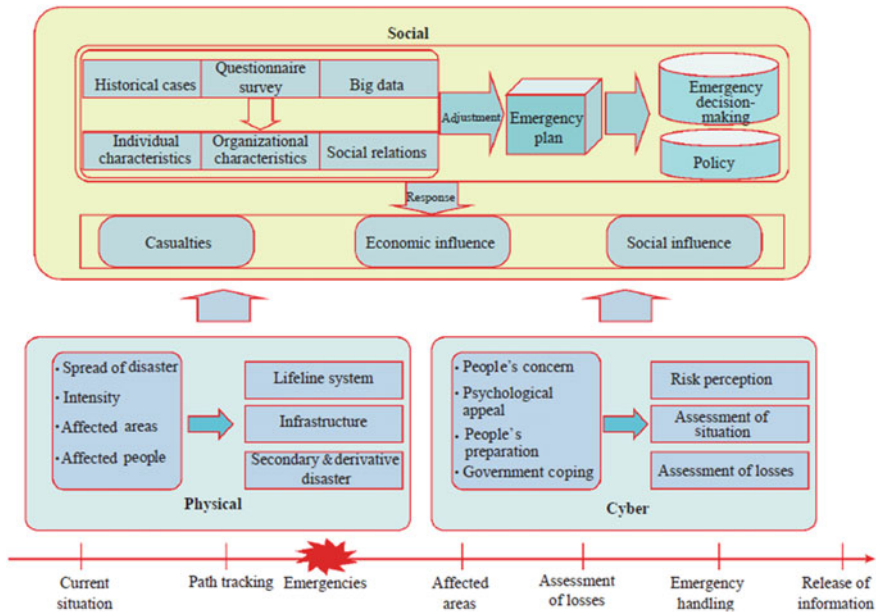 Social
Historical cases
Questionnaire
survey
Big data
Individual
characteristics
Organizational
characteristics
Social relations
Adjustment
Emergency
plan
Emergency
decision-
making
Policy
Response
Casualties
Economic influence
Social influence
• Spread of disaster
• Intensity
• Affected areas
• Affected people
Lifeline system
Infrastructure
Secondary & derivative
disaster
Physical
• People's concern
• Psychological
appeal
• People's
preparation
• Government coping
Risk perception
Assessment of
situation
Assessment of losses
Cyber
Current
situation
Path tracking
Emergencies
Affected
areas
Assessment
of losses
Emergency
handling
Release of
information